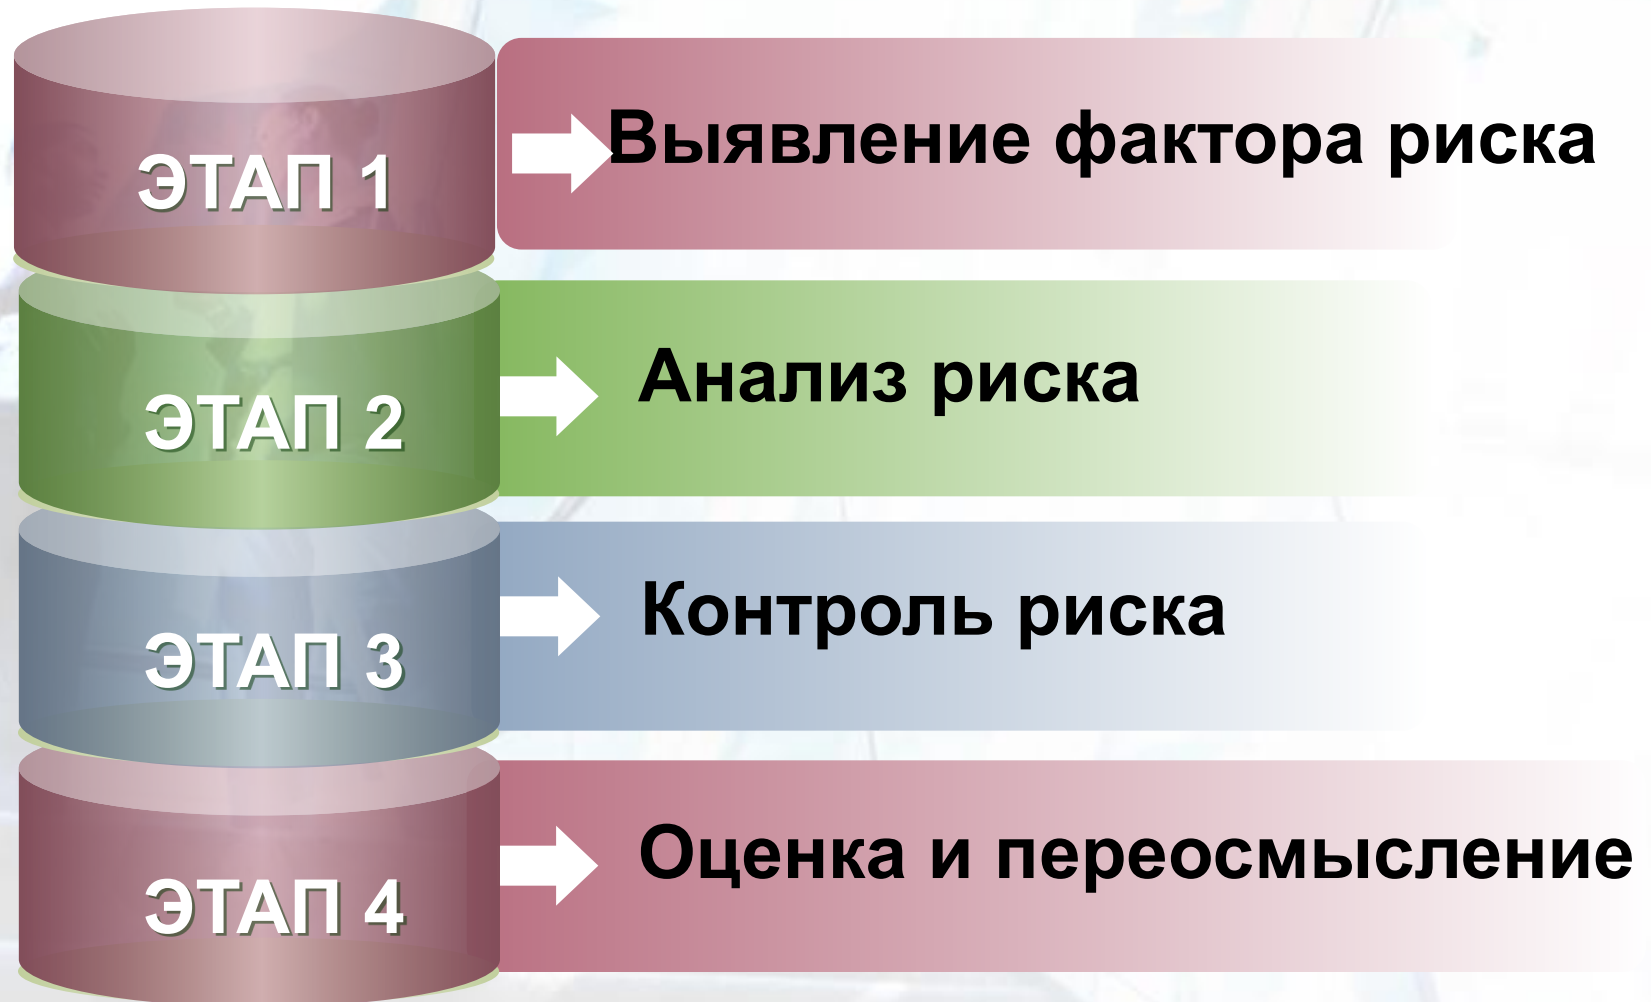 ЭТАП 1
Выявление фактора риска
ЭТАП 2
Анализ риска
ЭТАП 3
Контроль риска
ЭТАП 4
Оценка и переосмысление